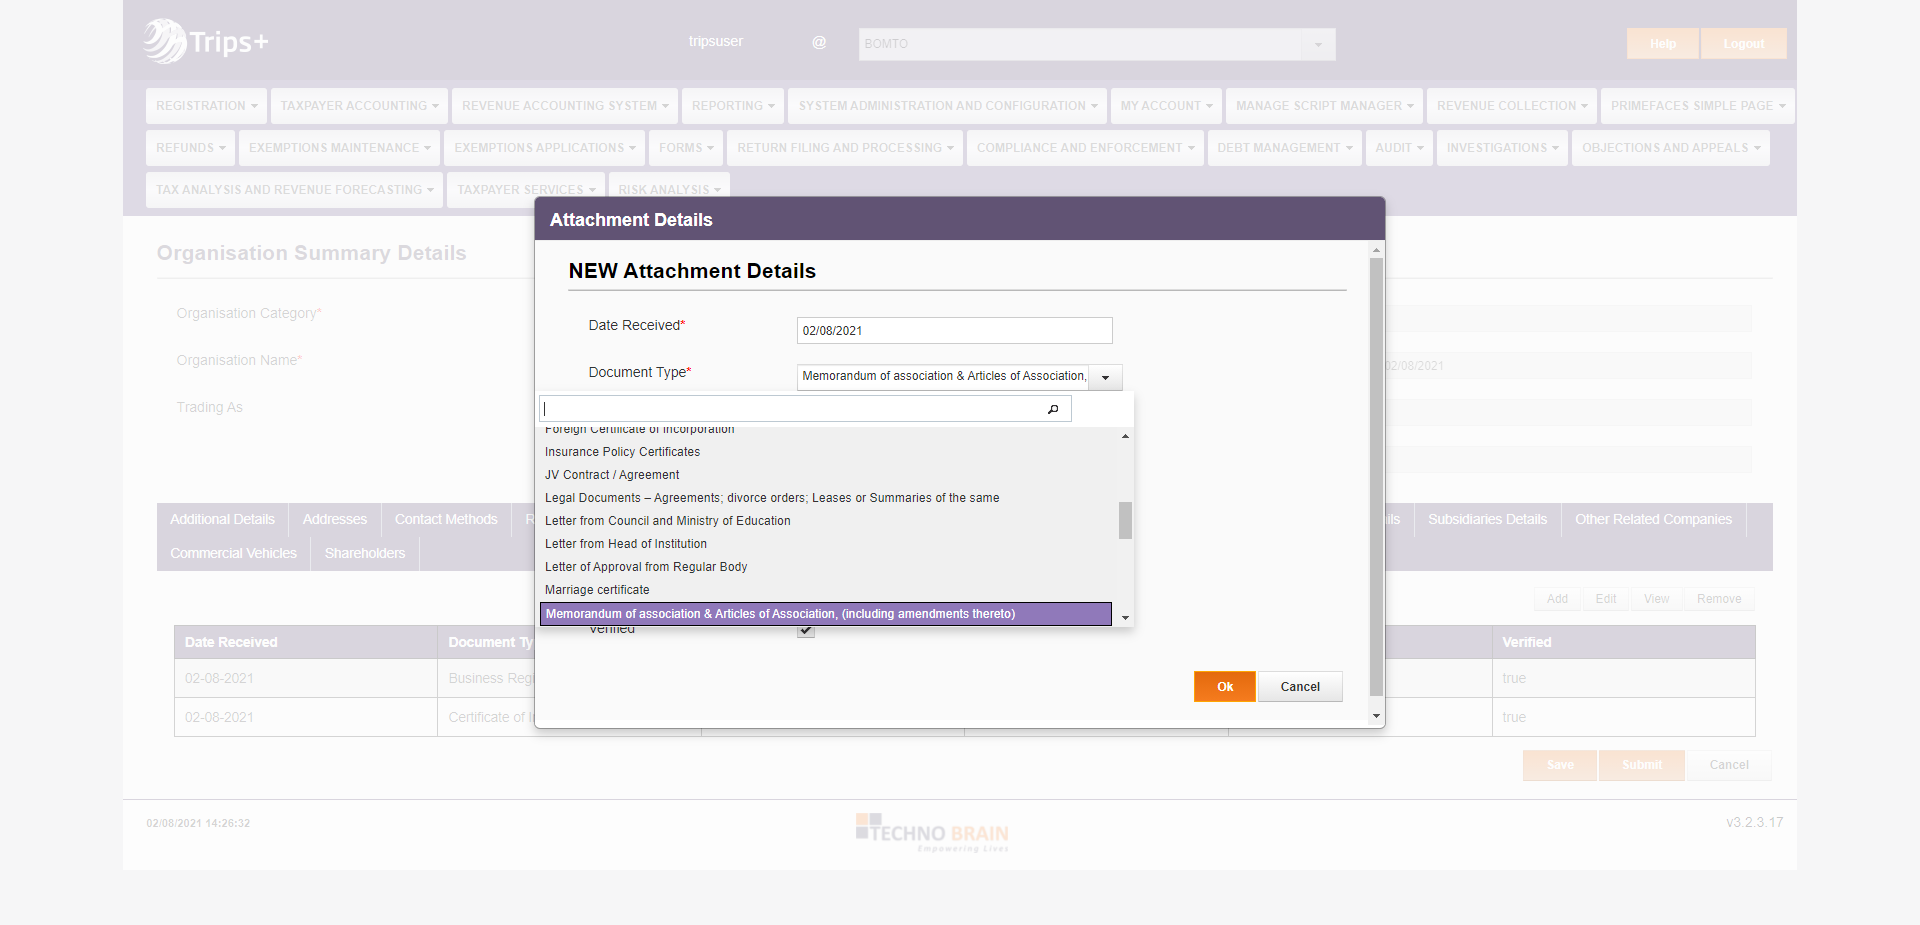 Trips+
tripsuser @ BOMTO Help Logout
REGISTRATION TAXPAYER ACCOUNTING REVENUE ACCOUNTING SYSTEM REPORTING SYSTEM ADMINISTRATION AND CONFIGURATION MY ACCOUNT MANAGE SCRIPT MANAGER REVENUE COLLECTION PRIMEFACES SIMPLE PAGE
REFUNDS EXEMPTIONS MAINTENANCE EXEMPTIONS APPLICATIONS FORMS RETURN FILING AND PROCESSING COMPLIANCE AND ENFORCEMENT DEBT MANAGEMENT AUDIT INVESTIGATIONS OBJECTIONS AND APPEALS
TAX ANALYSIS AND REVENUE FORECASTING TAXPAYER SERVICES RISK ANALYSIS
Attachment Details
Organisation Summary Details
NEW Attachment Details
Organisation Category*
Date Received* 02/08/2021
Organisation Name* 02/08/2021
Document Type* Memorandum of association & Articles of Association,
Trading As
Foreign Certificate of Incorporation
Insurance Policy Certificates
JV Contract / Agreement
Legal Documents – Agreements; divorce orders; Leases or Summaries of the same
Letter from Council and Ministry of Education
Letter from Head of Institution
Letter of Approval from Regular Body
Marriage certificate
Memorandum of association & Articles of Association, (including amendments thereto)
Verified
Ok Cancel
Additional Details Addresses Contact Methods Subsidiaries Details Other Related Companies
Commercial Vehicles Shareholders
Add Edit View Remove
Date Received Document Ty Verified
02-08-2021 Business Regi true
02-08-2021 Certificate of I true
Save Submit Cancel
02/08/2021 14:26:32 TECHNO BRAIN v3.2.3.17
Empowering Lives